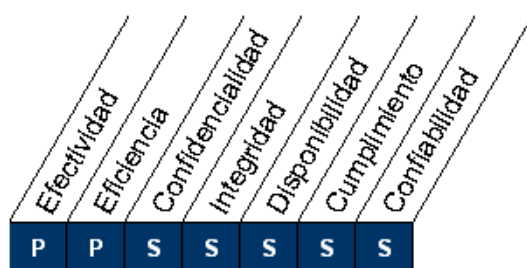 Efectividad
Eficiencia
Confidencialidad
Integridad
Disponibilidad
Cumplimiento
Confiabilidad
P P S S S S S